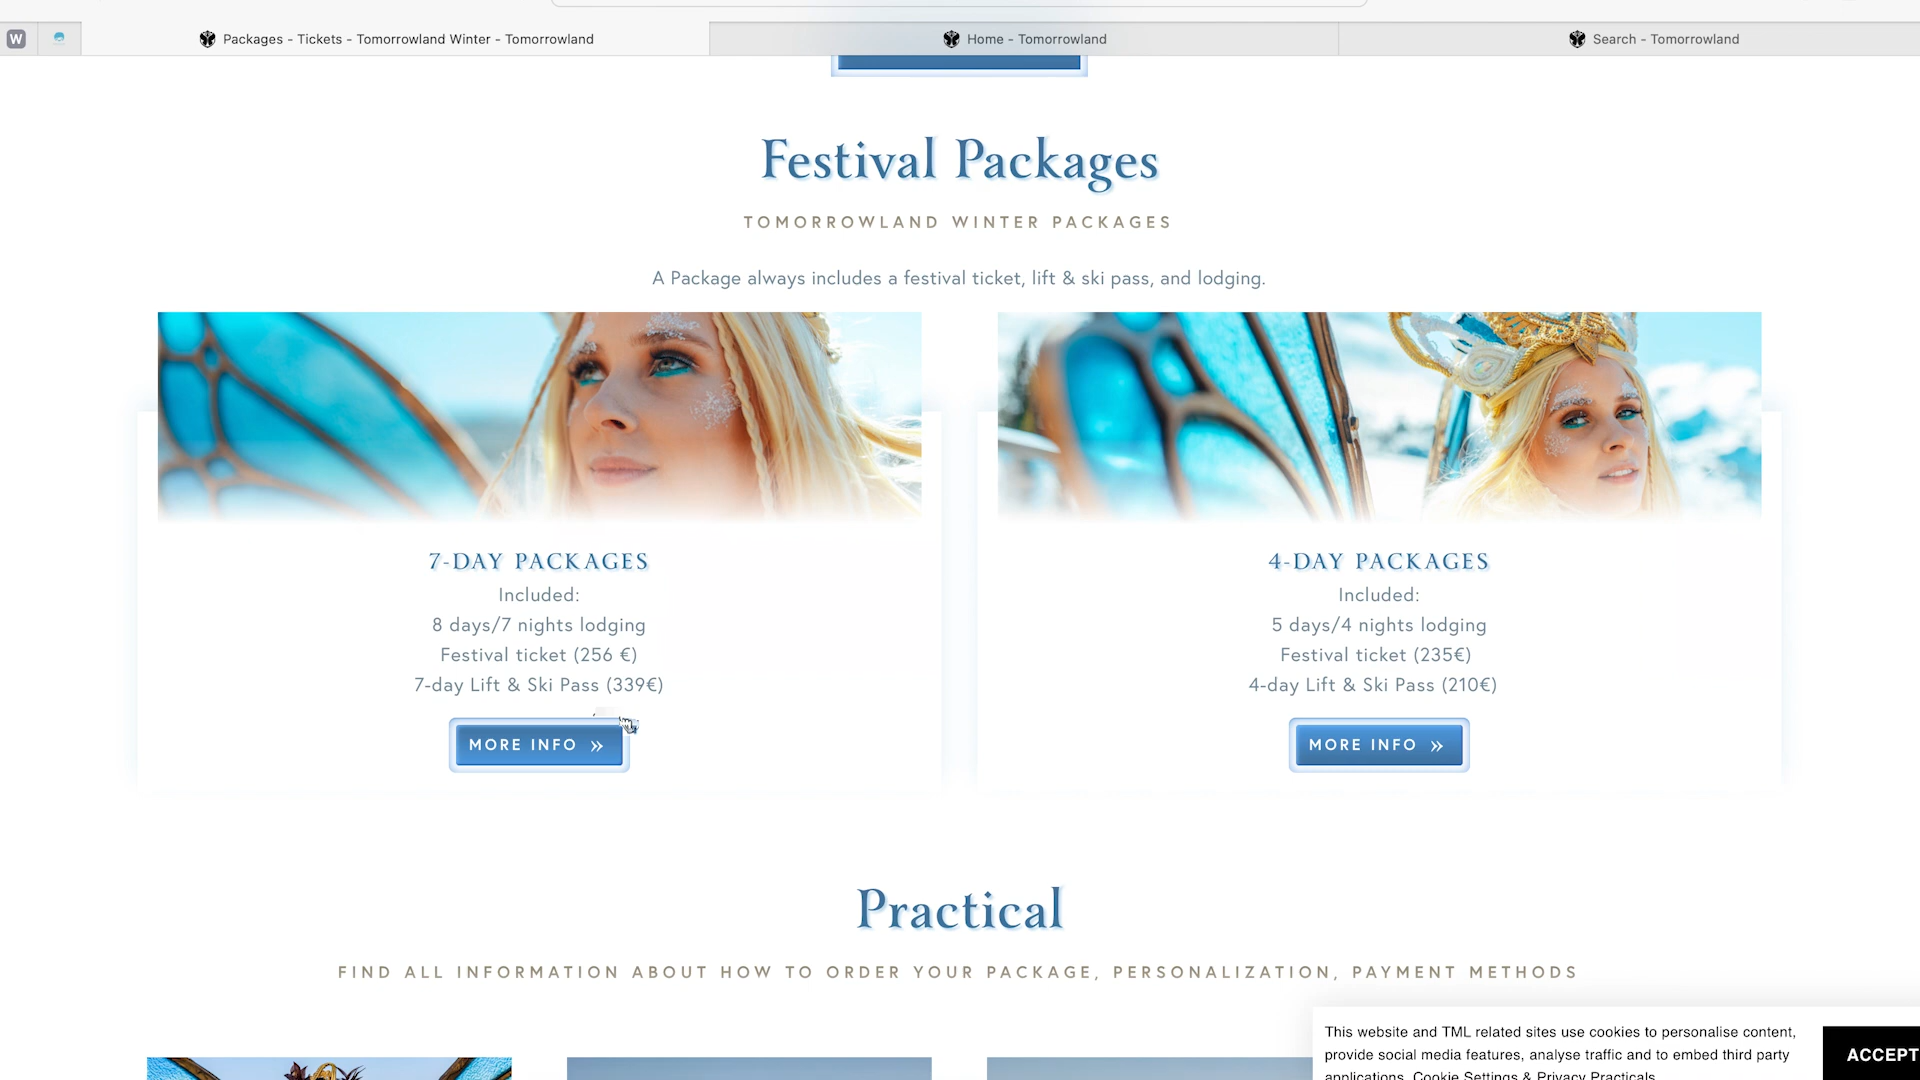 W
Packages - Tickets - Tomorrowland Winter - Tomorrowland
Home - Tomorrowland
Search - Tomorrowland
Festival Packages
TOMORROWLAND WINTER PACKAGES
A Package always includes a festival ticket, lift & ski pass, and lodging.
7-DAY PACKAGES
Included:
8 days/7 nights lodging
Festival ticket (256 €)
7-day Lift & Ski Pass (339€)
MORE INFO »
4-DAY PACKAGES
Included:
5 days/4 nights lodging
Festival ticket (235€)
4-day Lift & Ski Pass (210€)
MORE INFO »
Practical
FIND ALL INFORMATION ABOUT HOW TO ORDER YOUR PACKAGE, PERSONALIZATION, PAYMENT METHODS
This website and TML related sites use cookies to personalise content,
provide social media features, analyse traffic and to embed third party
applications. Cookie Settings & Privacy Practicals
ACCEPT